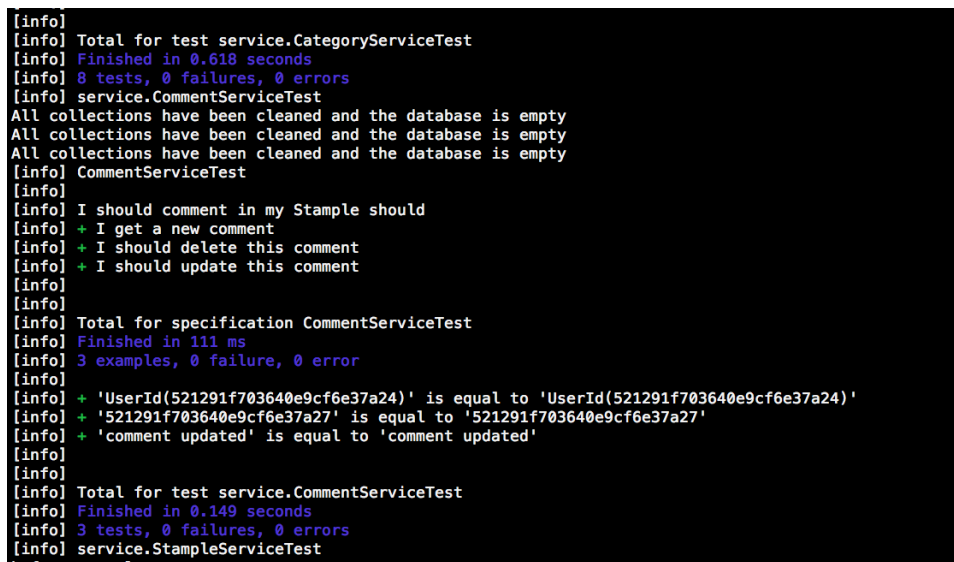 [info]
[info] Total for test service.CategoryServiceTest
[info] Finished in 0.618 seconds
[info] 8 tests, 0 failures, 0 errors
[info] service.CommentServiceTest
All collections have been cleaned and the database is empty
All collections have been cleaned and the database is empty
All collections have been cleaned and the database is empty
[info] CommentServiceTest
[info]
[info] I should comment in my Stample should
[info] + I get a new comment
[info] + I should delete this comment
[info] + I should update this comment
[info]
[info]
[info] Total for specification CommentServiceTest
[info] Finished in 111 ms
[info] 3 examples, 0 failure, 0 error
[info]
[info] + 'UserId(521291f703640e9cf6e37a24)' is equal to 'UserId(521291f703640e9cf6e37a24)'
[info] + '521291f703640e9cf6e37a27' is equal to '521291f703640e9cf6e37a27'
[info] + 'comment updated' is equal to 'comment updated'
[info]
[info]
[info] Total for test service.CommentServiceTest
[info] Finished in 0.149 seconds
[info] 3 tests, 0 failures, 0 errors
[info] service.StampleServiceTest